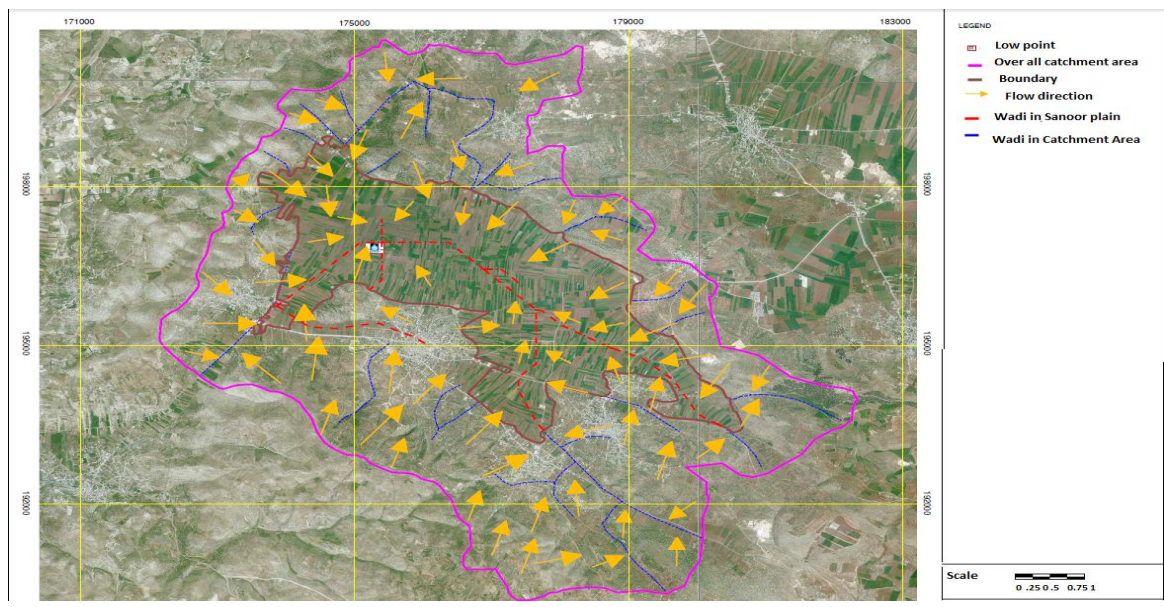 171000
175000
179000
183000
LEGEND
Low point
Over all catchment area
Boundary
Flow direction
Wadi in Sanoor plain
Wadi in Catchment Area
198000
198000
195000
195000
192000
192000
Scale
0 .25 0.5 0.75 1